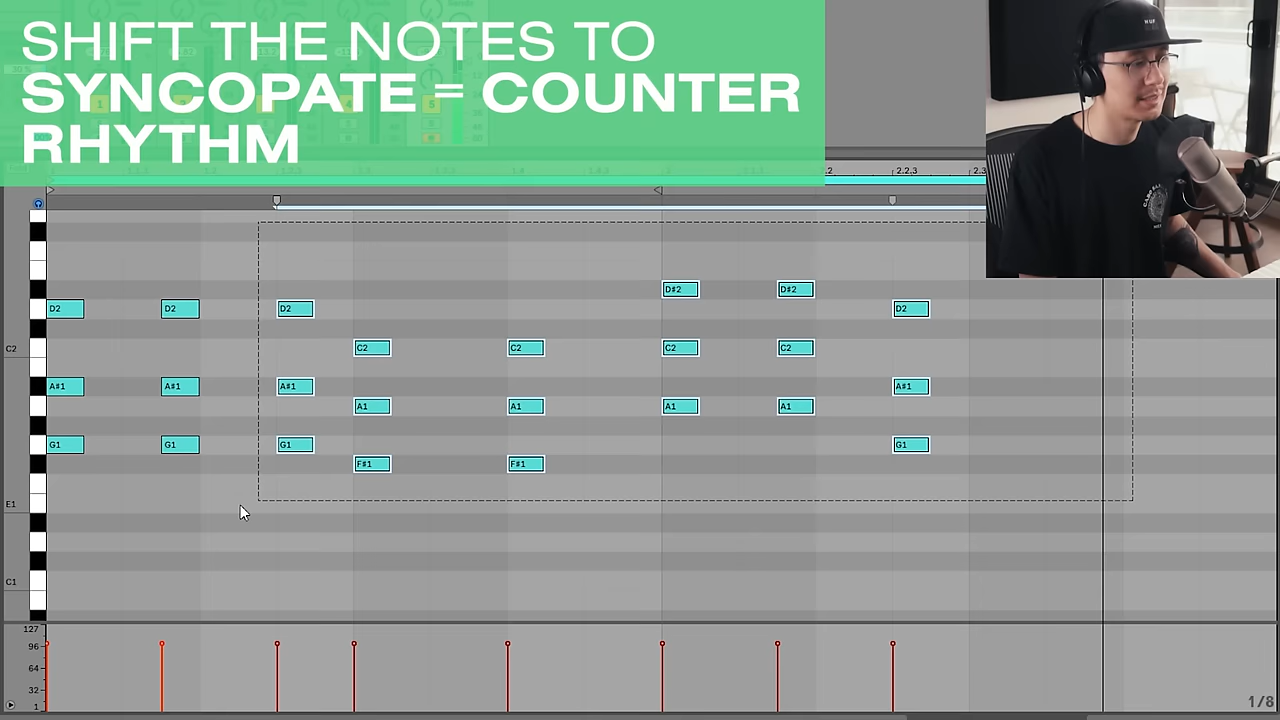 SHIFT THE NOTES TO
SYNCOPATE = COUNTER
RHYTHM
HUF
2.2.3
D#2 D#2
D2 D2 D2 D2
C2 C2 C2 C2 C2
A#1 A#1 A#1 A#1
A1 A1 A1 A1
G1 G1 G1 G1
F#1 F#1
E1
C1
127
96
64
32
1
1/8